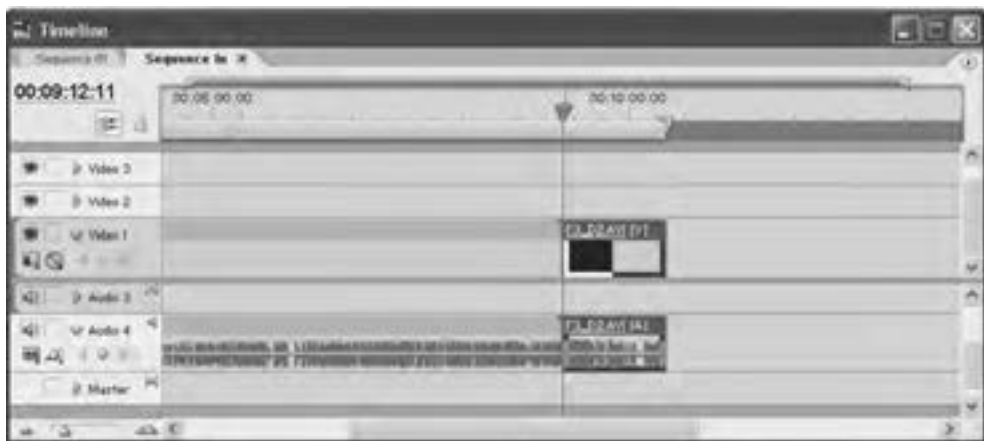 Timeline
Sequence 01 Sequence In ×
00:09:12:11
00:08:00:00 00:10:00:00
Video 3
Video 2
Video 1
Audio 3
Audio 4
Master